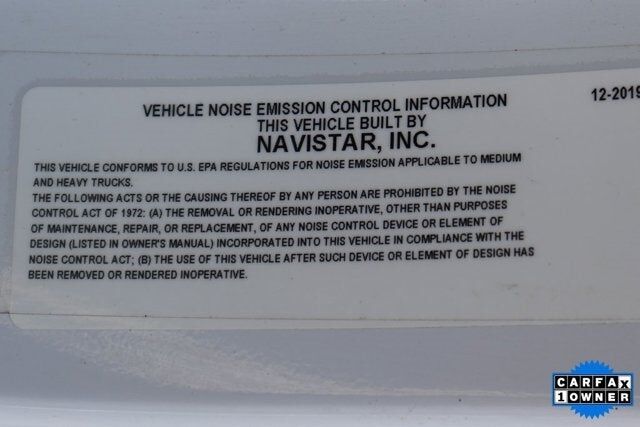 VEHICLE NOISE EMISSION CONTROL INFORMATION
12-2019
THIS VEHICLE BUILT BY
NAVISTAR, INC.
THIS VEHICLE CONFORMS TO U.S. EPA REGULATIONS FOR NOISE EMISSION APPLICABLE TO MEDIUM
AND HEAVY TRUCKS.
THE FOLLOWING ACTS OR THE CAUSING THEREOF BY ANY PERSON ARE PROHIBITED BY THE NOISE
CONTROL ACT OF 1972: (A) THE REMOVAL OR RENDERING INOPERATIVE, OTHER THAN PURPOSES
OF MAINTENANCE, REPAIR, OR REPLACEMENT, OF ANY NOISE CONTROL DEVICE OR ELEMENT OF
DESIGN (LISTED IN OWNER'S MANUAL) INCORPORATED INTO THIS VEHICLE IN COMPLIANCE WITH THE
NOISE CONTROL ACT; (B) THE USE OF THIS VEHICLE AFTER SUCH DEVICE OR ELEMENT OF DESIGN HAS
BEEN REMOVED OR RENDERED INOPERATIVE.
CARFAX
1 OWNER